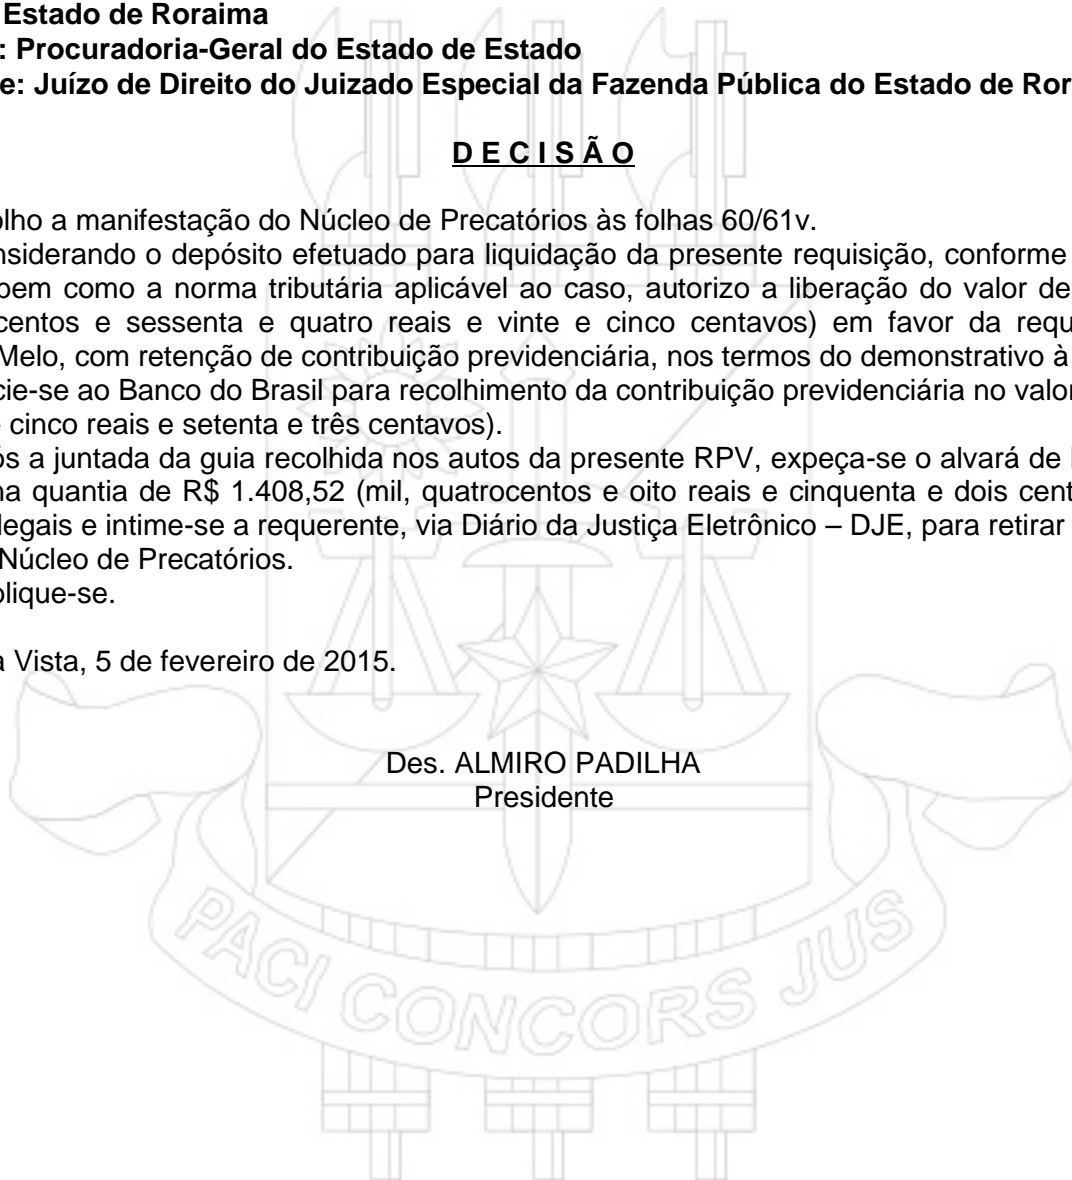 Estado de Roraima
: Procuradoria-Geral do Estado de Estado
e: Juízo de Direito do Juizado Especial da Fazenda Pública do Estado de Ror
D E C I S Ã O
olho a manifestação do Núcleo de Precatórios às folhas 60/61v.
nsiderando o depósito efetuado para liquidação da presente requisição, conforme
bem como a norma tributária aplicável ao caso, autorizo a liberação do valor de
centos e sessenta e quatro reais e vinte e cinco centavos) em favor da requ
Melo, com retenção de contribuição previdenciária, nos termos do demonstrativo à
cie-se ao Banco do Brasil para recolhimento da contribuição previdenciária no valor
e cinco reais e setenta e três centavos).
ós a juntada da guia recolhida nos autos da presente RPV, expeça-se o alvará de
na quantia de R$ 1.408,52 (mil, quatrocentos e oito reais e cinquenta e dois cent
legais e intime-se a requerente, via Diário da Justiça Eletrônico – DJE, para retirar
Núcleo de Precatórios.
blique-se.
a Vista, 5 de fevereiro de 2015.
Des. ALMIRO PADILHA
Presidente
PACI CONCORS JUS